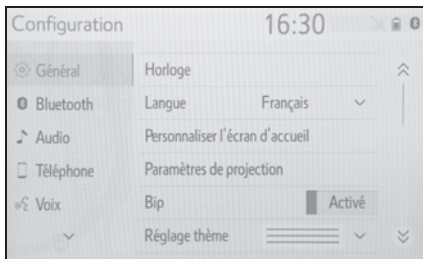 Configuration 16:30
Général
Bluetooth
Audio
Téléphone
Voix
Horloge
Langue Français
Personnaliser l'écran d'accueil
Paramètres de projection
Bip Activé
Réglage thème